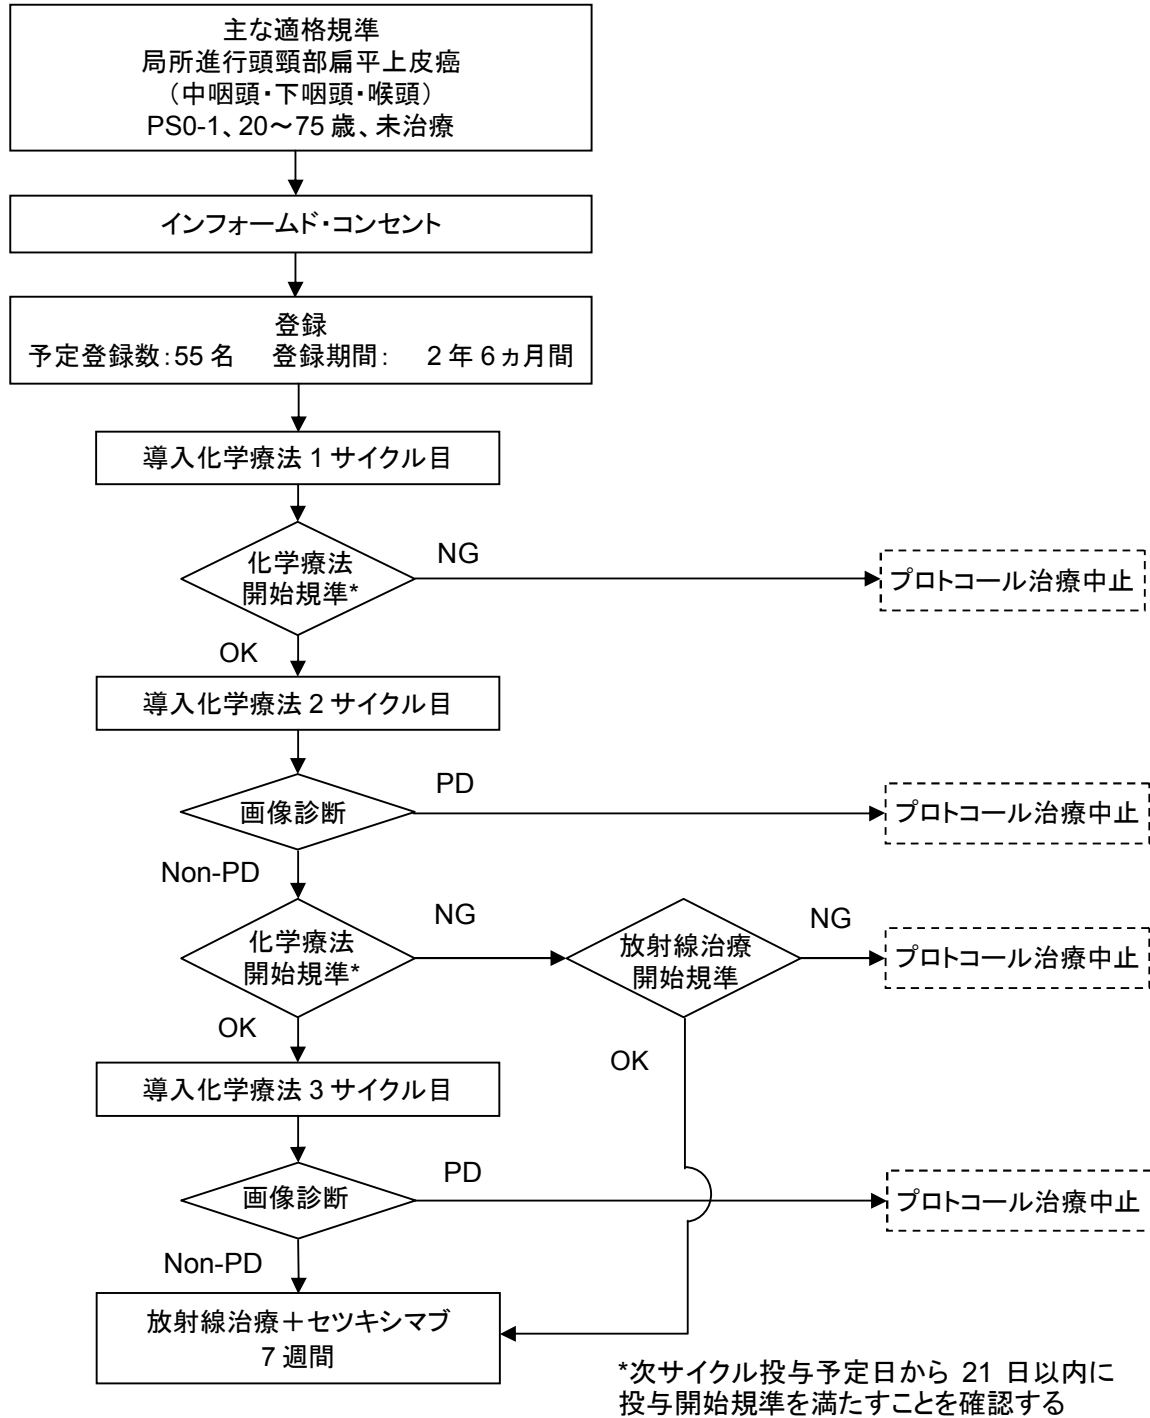 主な適格規準
局所進行頭頸部扁平上皮癌
（中咽頭・下咽頭・喉頭）
PS0-1、20～75 歳、未治療
インフォームド・コンセント
登録
予定登録数：55 名　登録期間：　2 年 6 ヵ月間
導入化学療法 1 サイクル目
化学療法
開始規準*
NG
プロトコール治療中止
OK
導入化学療法 2 サイクル目
画像診断
PD
プロトコール治療中止
Non-PD
化学療法
開始規準*
NG
放射線治療
開始規準
NG
プロトコール治療中止
OK
OK
導入化学療法 3 サイクル目
画像診断
PD
プロトコール治療中止
Non-PD
放射線治療＋セツキシマブ
7 週間
*次サイクル投与予定日から 21 日以内に
投与開始規準を満たすことを確認する